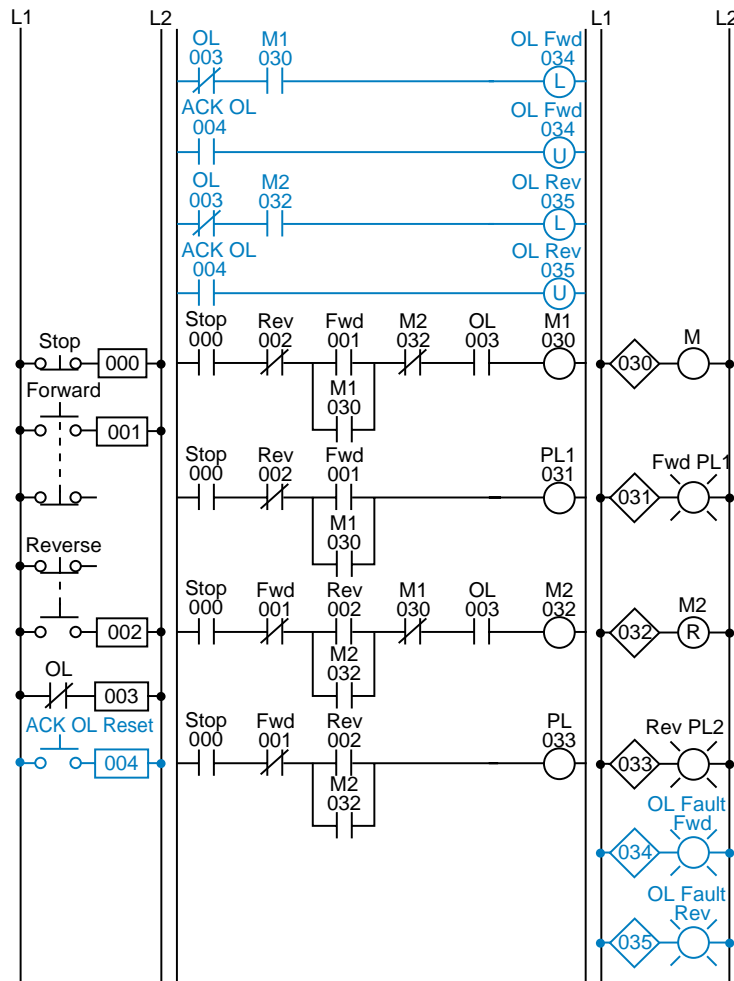 L1
L2
L1
L2
OL
003
M1
030
OL Fwd
034
L
ACK OL
004
OL Fwd
034
U
OL
003
M2
032
OL Rev
035
L
ACK OL
004
OL Rev
035
U
Stop
000
Forward
001
Reverse
002
OL
003
ACK OL Reset
004
Stop
000
Rev
002
Fwd
001
M2
032
OL
003
M1
030
M1
030
Stop
000
Rev
002
Fwd
001
PL1
031
M1
030
Stop
000
Fwd
001
Rev
002
M1
030
OL
003
M2
032
M2
032
Stop
000
Fwd
001
Rev
002
PL
033
M2
032
030
M
031
Fwd PL1
032
M2
R
033
Rev PL2
OL Fault
Fwd
034
OL Fault
Rev
035